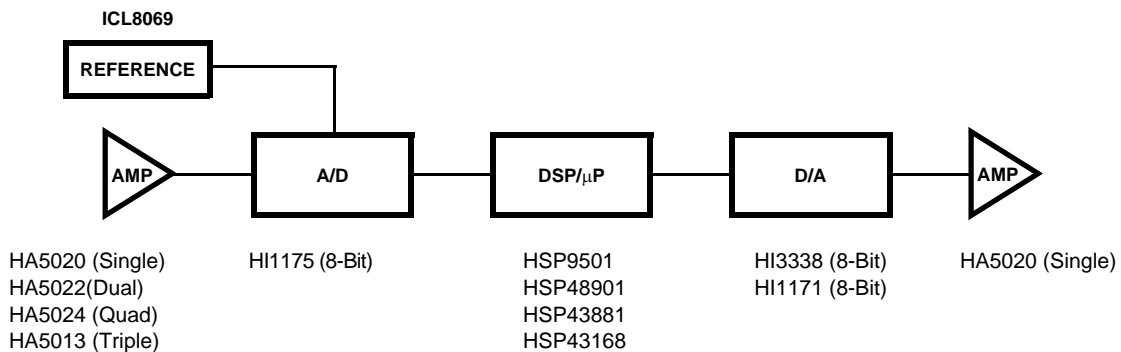 ICL8069
REFERENCE
AMP
A/D
DSP/μP
D/A
AMP
HA5020 (Single)
HA5022(Dual)
HA5024 (Quad)
HA5013 (Triple)
HI1175 (8-Bit)
HSP9501
HSP48901
HSP43881
HSP43168
HI3338 (8-Bit)
HI1171 (8-Bit)
HA5020 (Single)